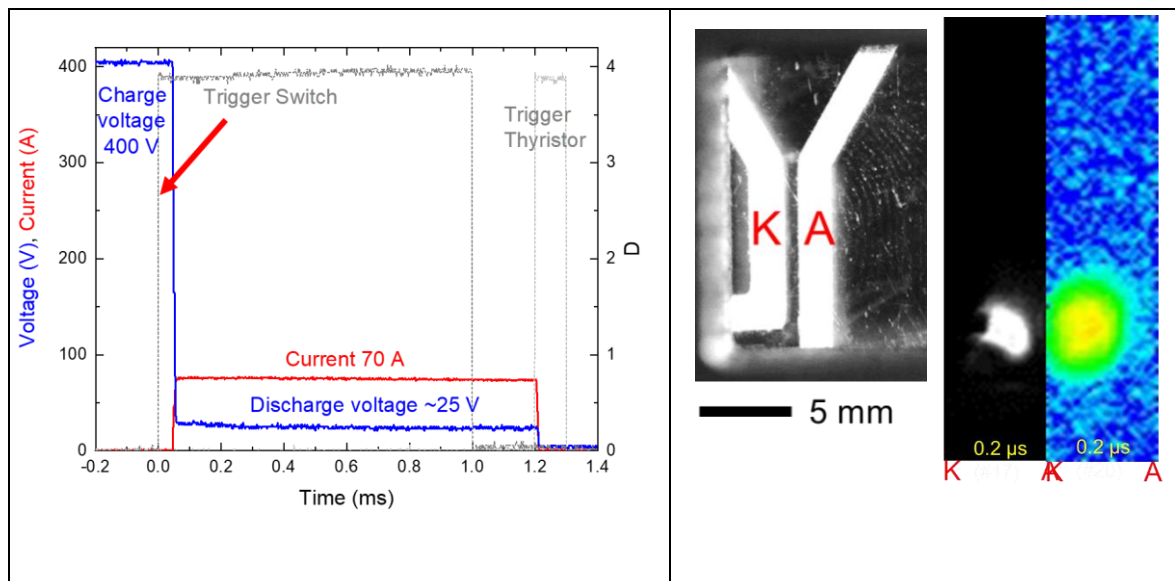 400
300
200
100
0
Voltage (V), Current (A)
Charge
voltage
400 V
Trigger Switch
Trigger
Thyristor
Current 70 A
Discharge voltage ~25 V
4
3
2
1
0
D
-0.2 0.0 0.2 0.4 0.6 0.8 1.0 1.2 1.4
Time (ms)
K A
5 mm
0.2 µs 0.2 µs
(#17)
K A K A